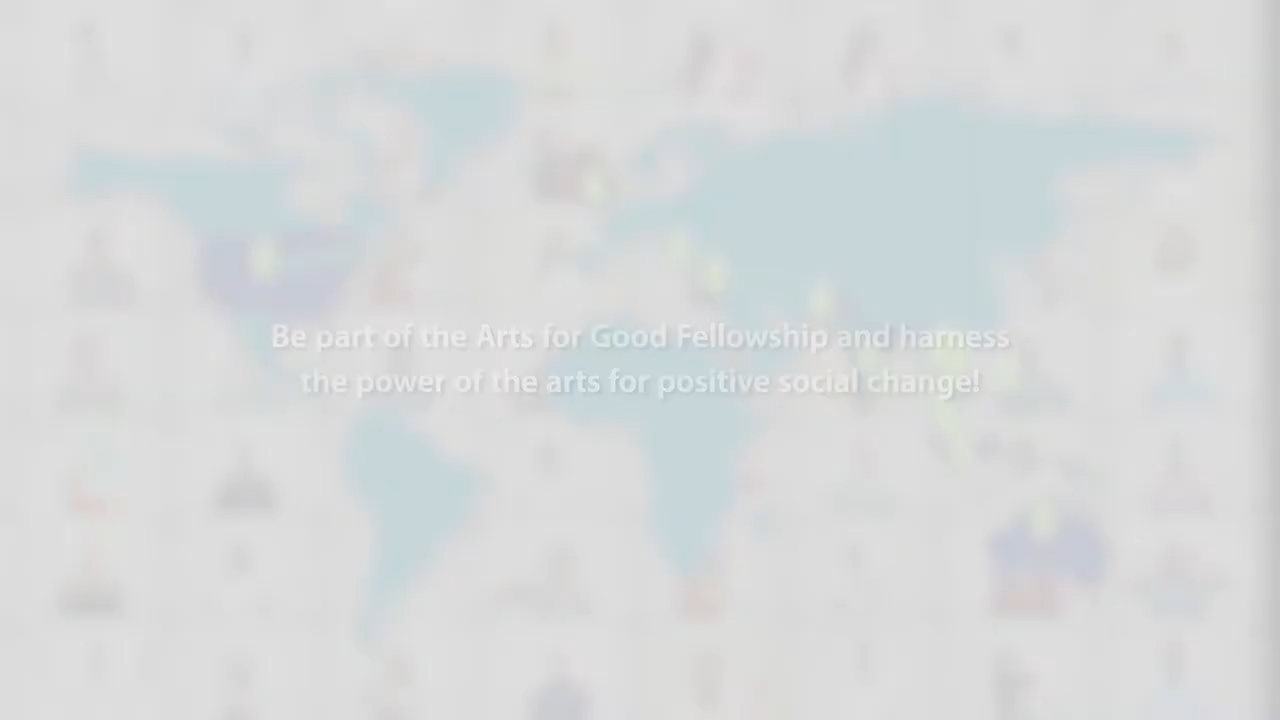 Be part of the Arts for Good Fellowship and harness
the power of the arts for positive social change!